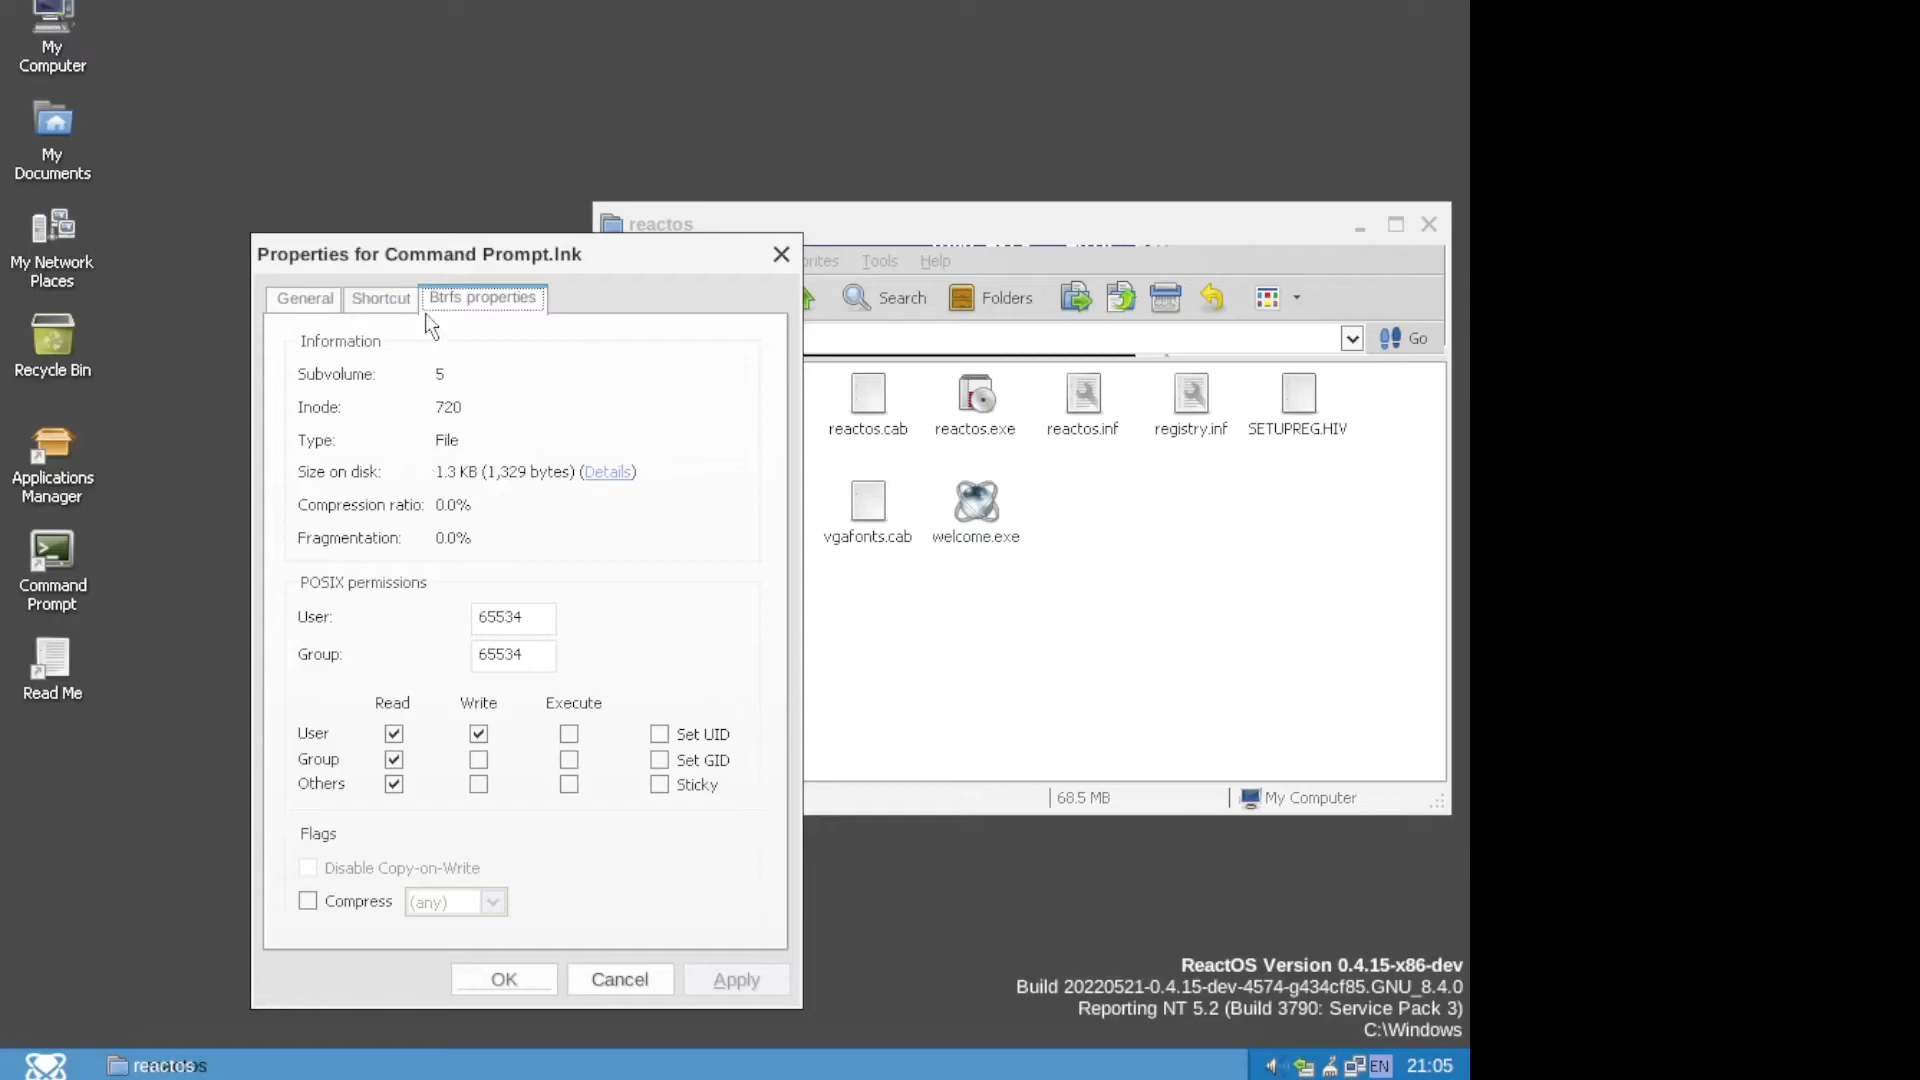 My
Computer
My
Documents
My Network
Places
Recycle Bin
Applications
Manager
Command
Prompt
Read Me
reactos
Tools Help
Search Folders
Go
reactos.cab reactos.exe reactos.inf registry.inf SETUPREG.HIV
vgafonts.cab welcome.exe
68.5 MB My Computer
Properties for Command Prompt.lnk
General Shortcut Btrfs properties
Information
Subvolume: 5
Inode: 720
Type: File
Size on disk: 1.3 KB (1,329 bytes) (Details)
Compression ratio: 0.0%
Fragmentation: 0.0%
POSIX permissions
User: 65534
Group: 65534
Read Write Execute
User Set UID
Group Set GID
Others Sticky
Flags
Disable Copy-on-Write
Compress (any)
OK Cancel Apply
ReactOS Version 0.4.15-x86-dev
Build 20220521-0.4.15-dev-4574-g434cf85.GNU_8.4.0
Reporting NT 5.2 (Build 3790: Service Pack 3)
C:\Windows
reactos
EN 21:05